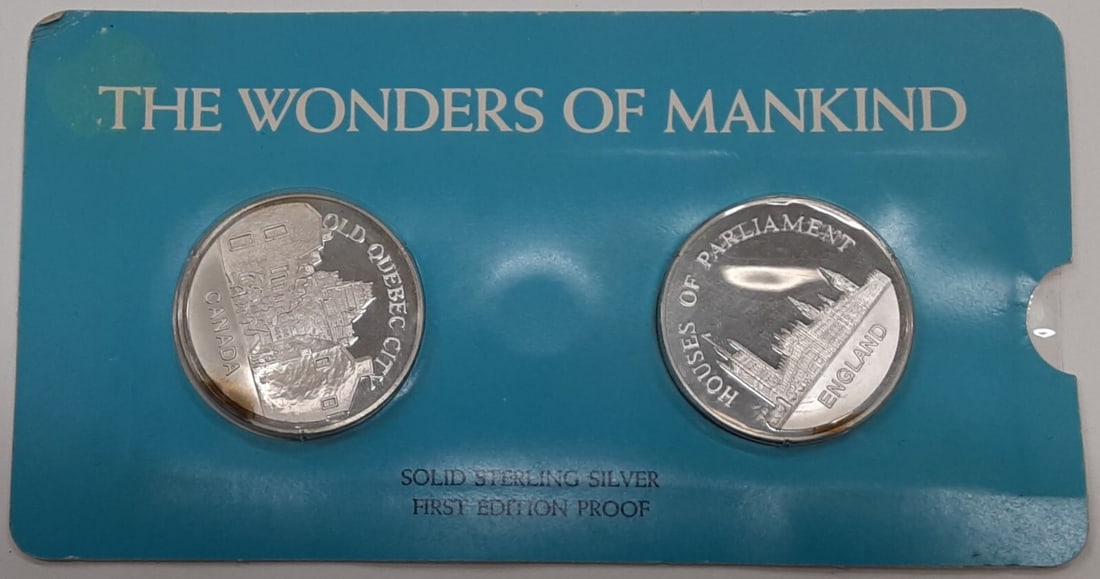 THE WONDERS OF MANKIND
OLD QUEBEC CITY
CANADA
HOUSES OF PARLIAMENT
ENGLAND
SOLID STERLING SILVER
FIRST EDITION PROOF